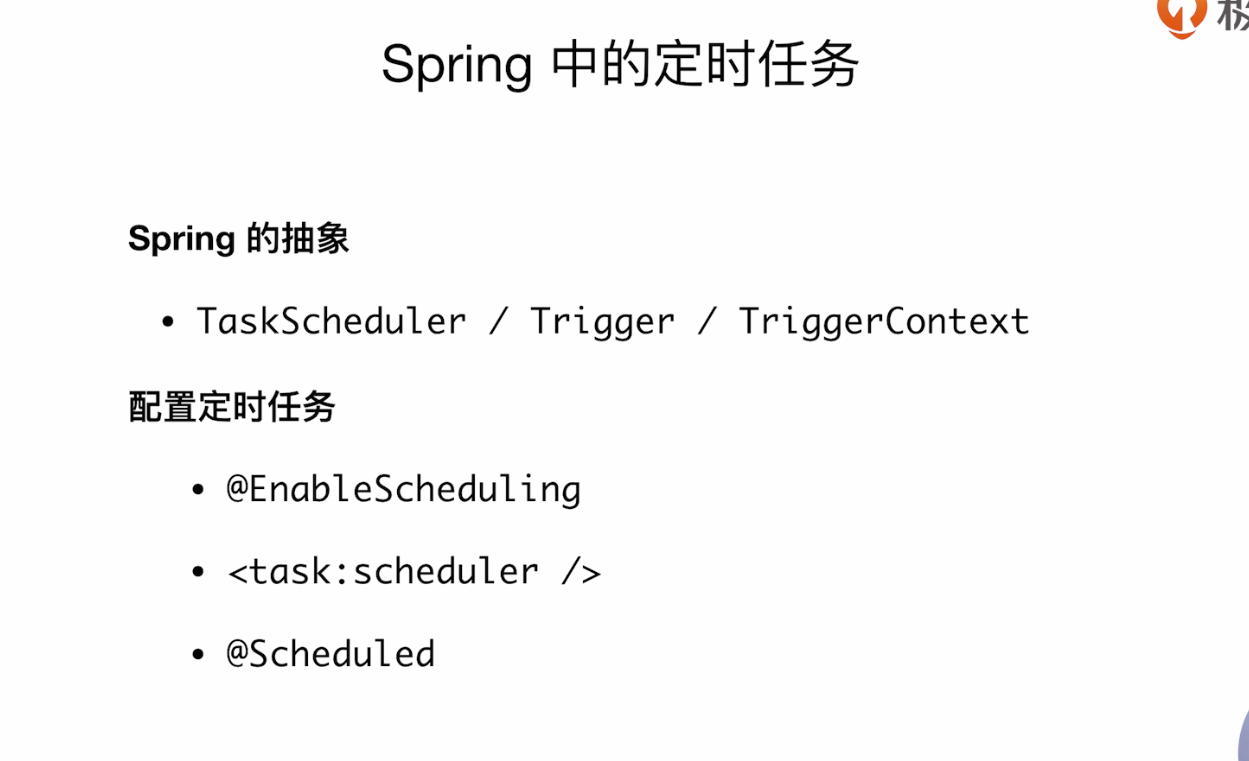 Spring 中的定时任务
Spring 的抽象
• TaskScheduler / Trigger / TriggerContext
配置定时任务
• @EnableScheduling
• <task:scheduler />
• @Scheduled